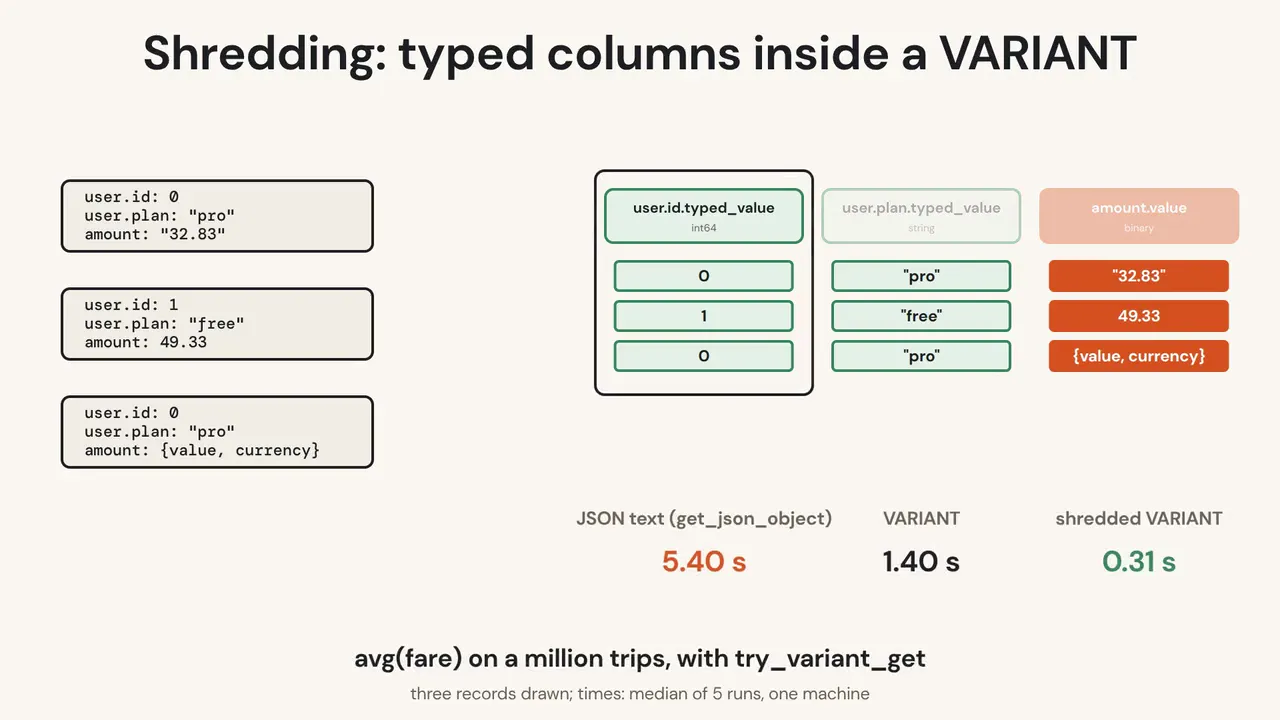 Shredding: typed columns inside a VARIANT
user.id: 0
user.plan: "pro"
amount: "32.83"
user.id: 1
user.plan: "free"
amount: 49.33
user.id: 0
user.plan: "pro"
amount: {value, currency}
user.id.typed_value
int64
0
1
0
user.plan.typed_value
string
"pro"
"free"
"pro"
amount.value
binary
"32.83"
49.33
{value, currency}
JSON text (get_json_object)
5.40 s
VARIANT
1.40 s
shredded VARIANT
0.31 s
avg(fare) on a million trips, with try_variant_get
three records drawn; times: median of 5 runs, one machine